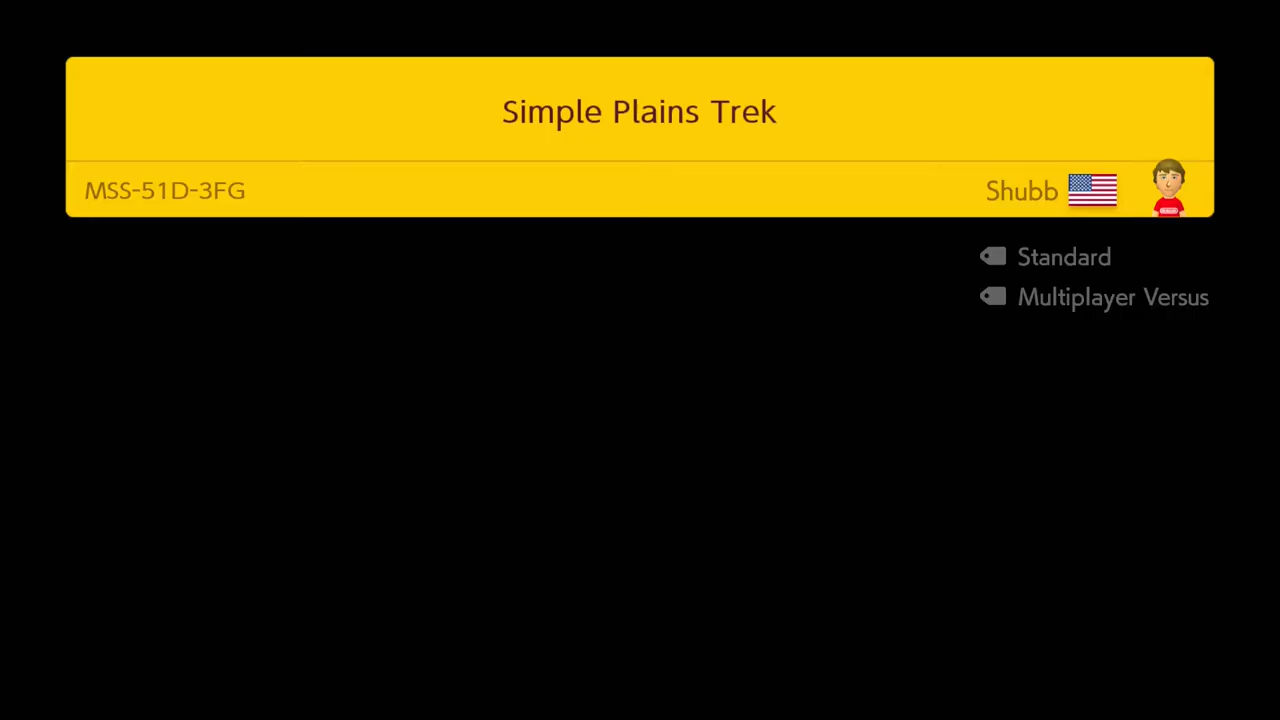 Simple Plains Trek
MSS-51D-3FG
Shubb
Standard
Multiplayer Versus